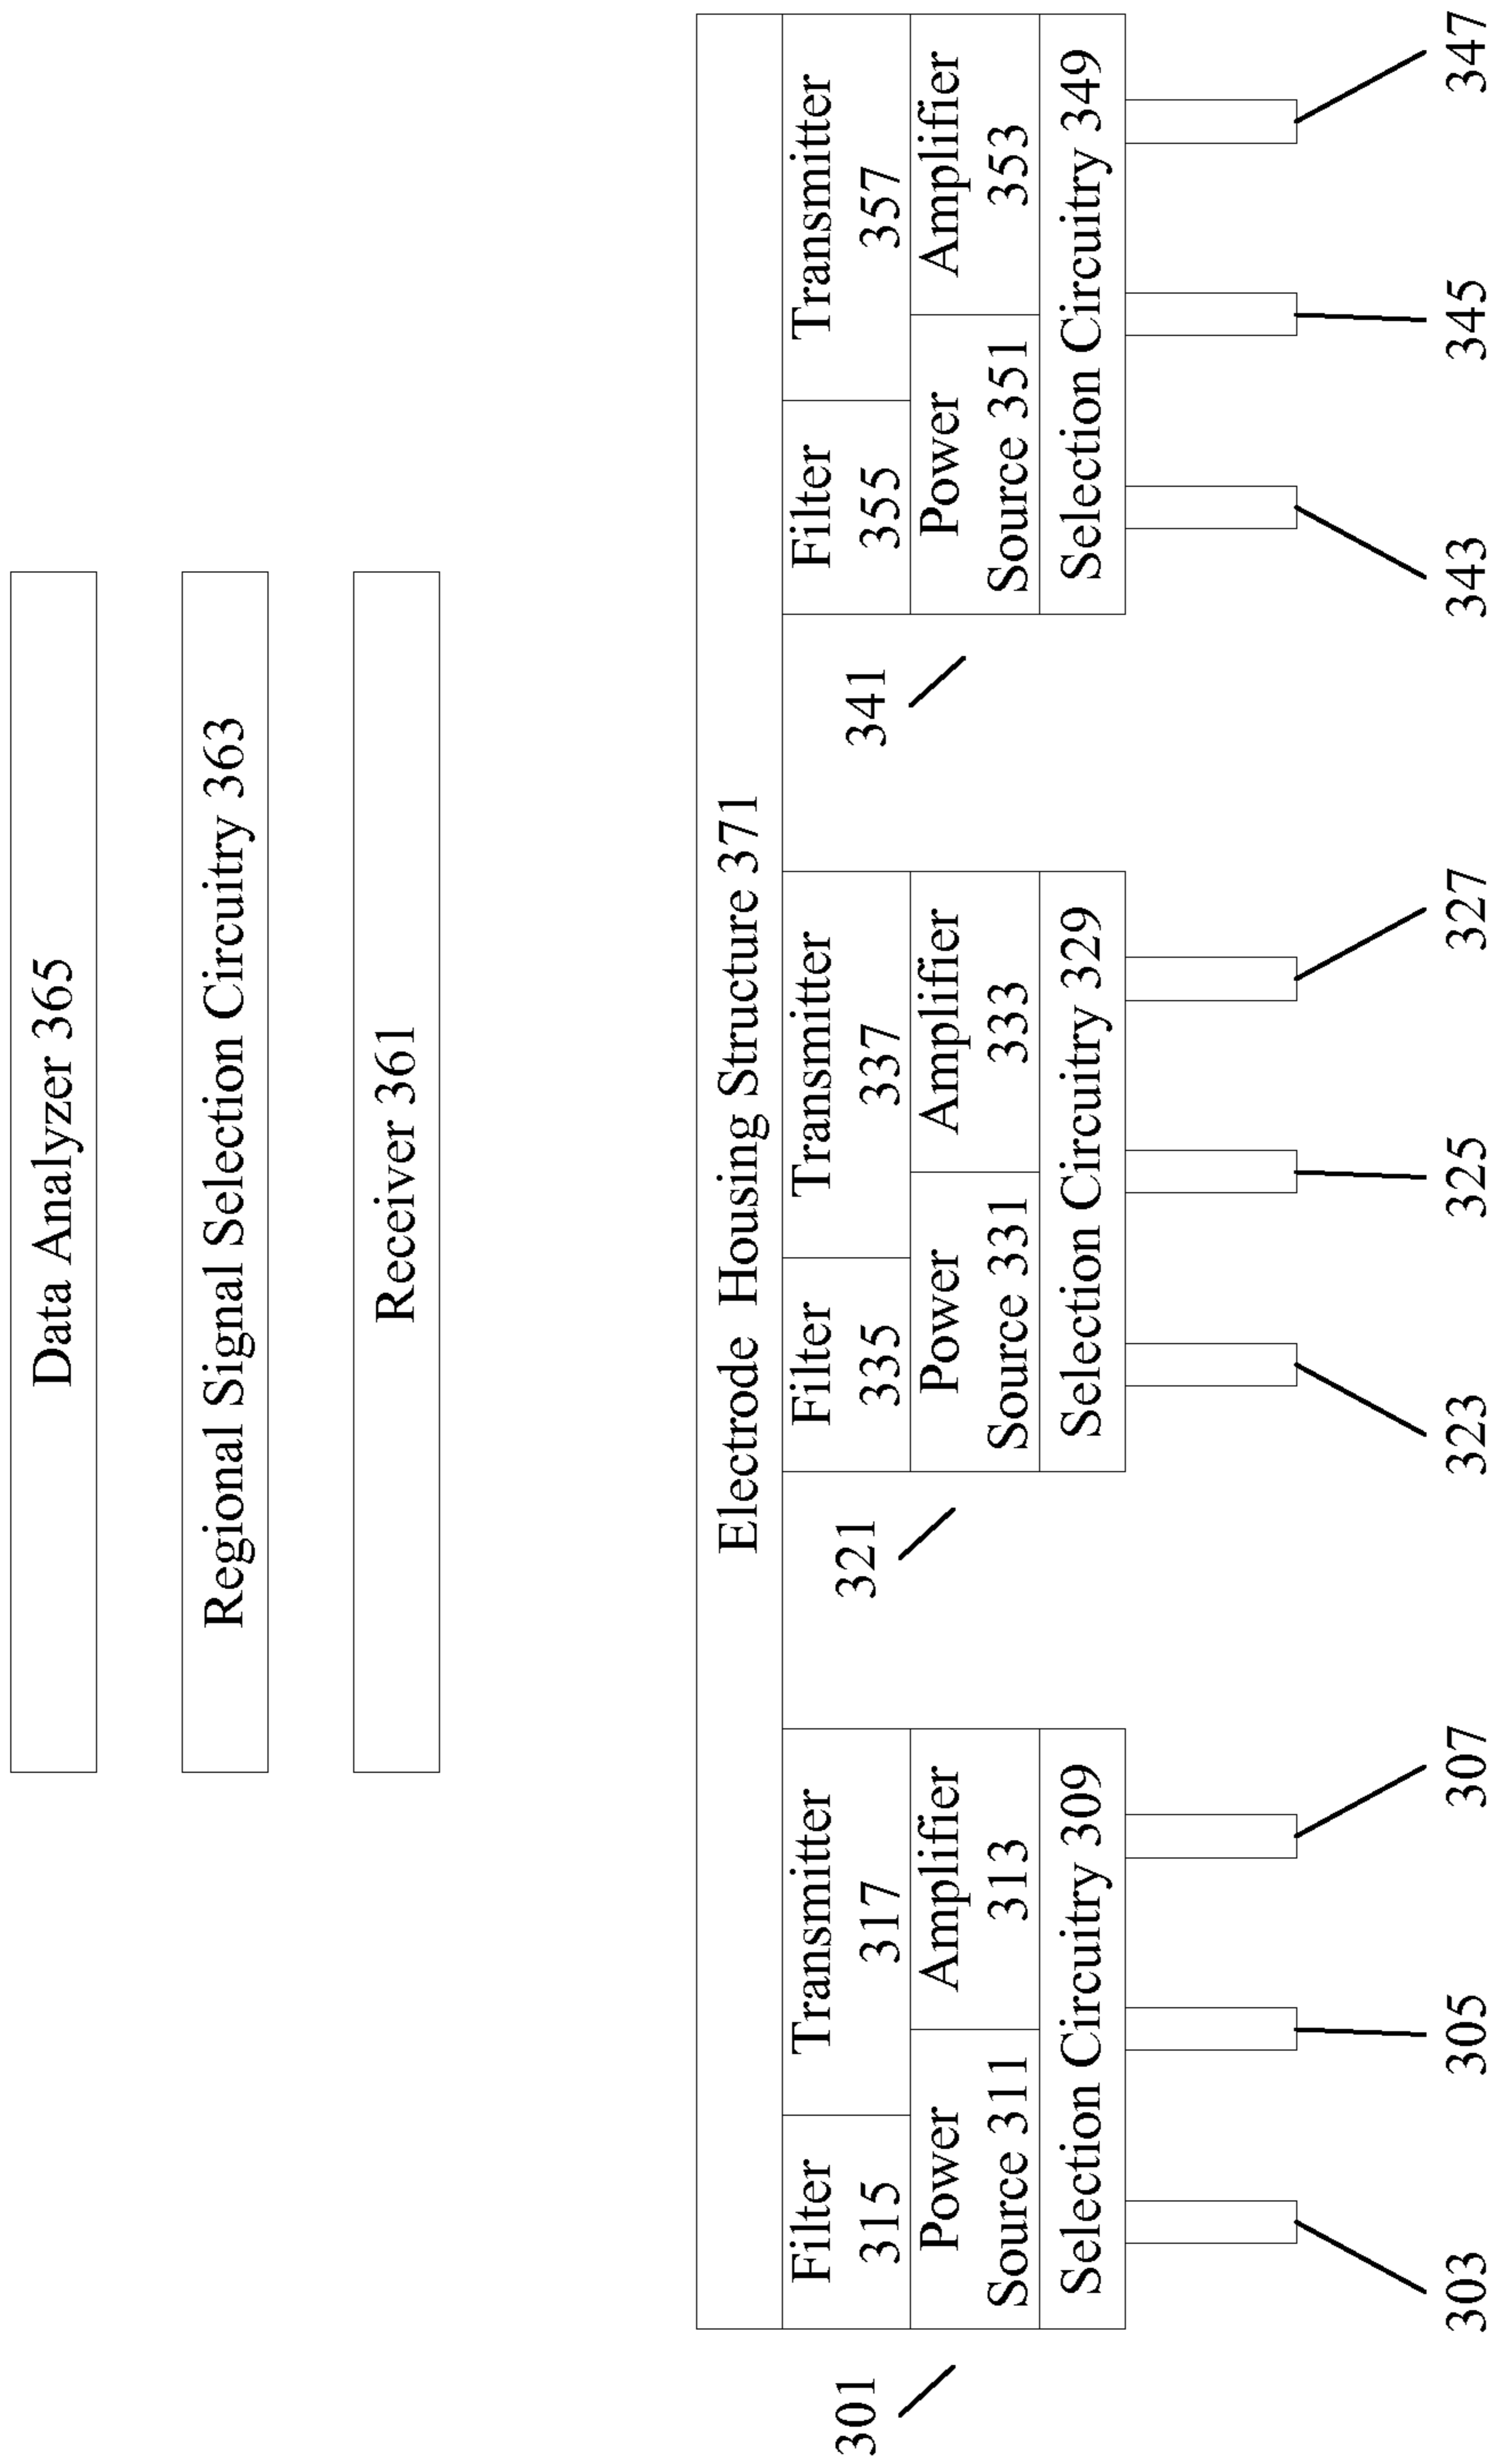 Data Analyzer 365
Regional Signal Selection Circuitry 363
Receiver 361
Electrode Housing Structure 371
301
Filter
315
Transmitter
317
Power
Source 311
Amplifier
313
Selection Circuitry 309
303
305
307
321
Filter
335
Transmitter
337
Power
Source 331
Amplifier
333
Selection Circuitry 329
323
325
327
341
Filter
355
Transmitter
357
Power
Source 351
Amplifier
353
Selection Circuitry 349
343
345
347